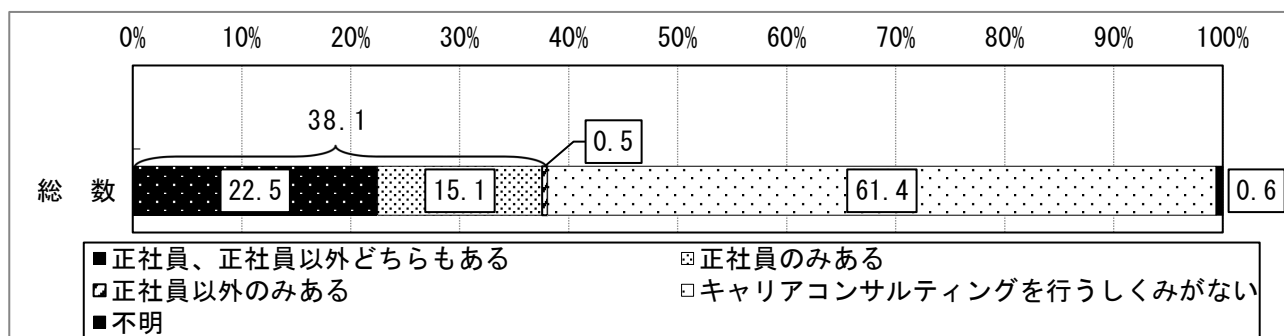 0% 10% 20% 30% 40% 50% 60% 70% 80% 90% 100%
38.1
0.5
総 数 22.5 15.1 61.4 0.6
正社員、正社員以外どちらもある 正社員のみある
正社員以外のみある キャリアコンサルティングを行うしくみがない
不明